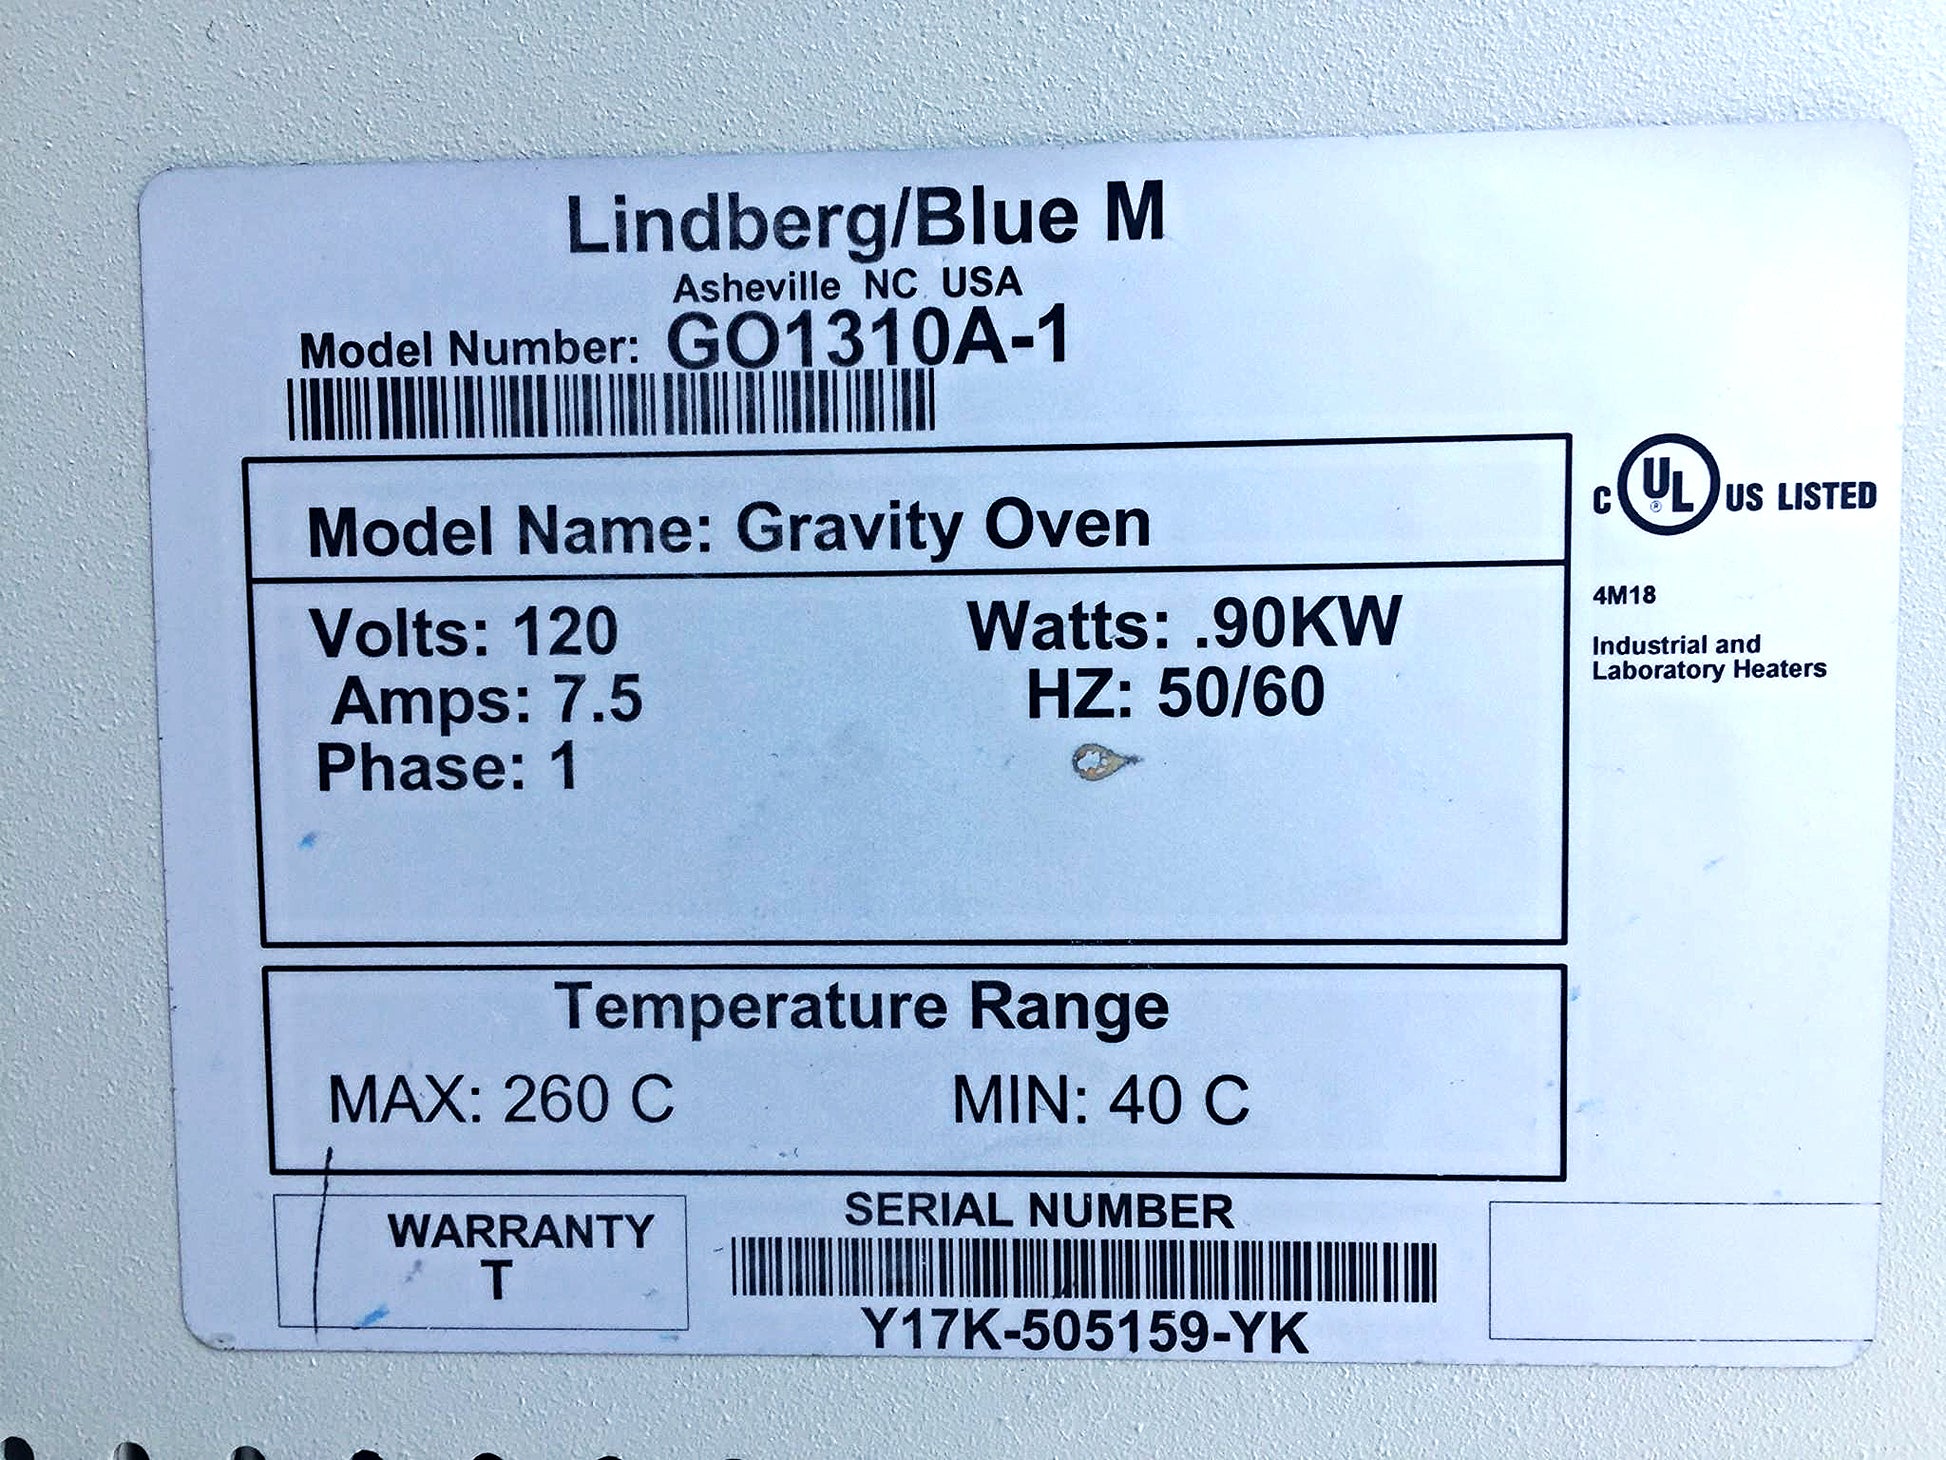 Lindberg/Blue M
Asheville NC USA
Model Number: GO1310A-1
Model Name: Gravity Oven
Volts: 120 Watts: .90KW
Amps: 7.5 HZ: 50/60
Phase: 1
C UL ® US LISTED
4M18
Industrial and
Laboratory Heaters
Temperature Range
MAX: 260 C MIN: 40 C
WARRANTY
T
SERIAL NUMBER
Y17K-505159-YK